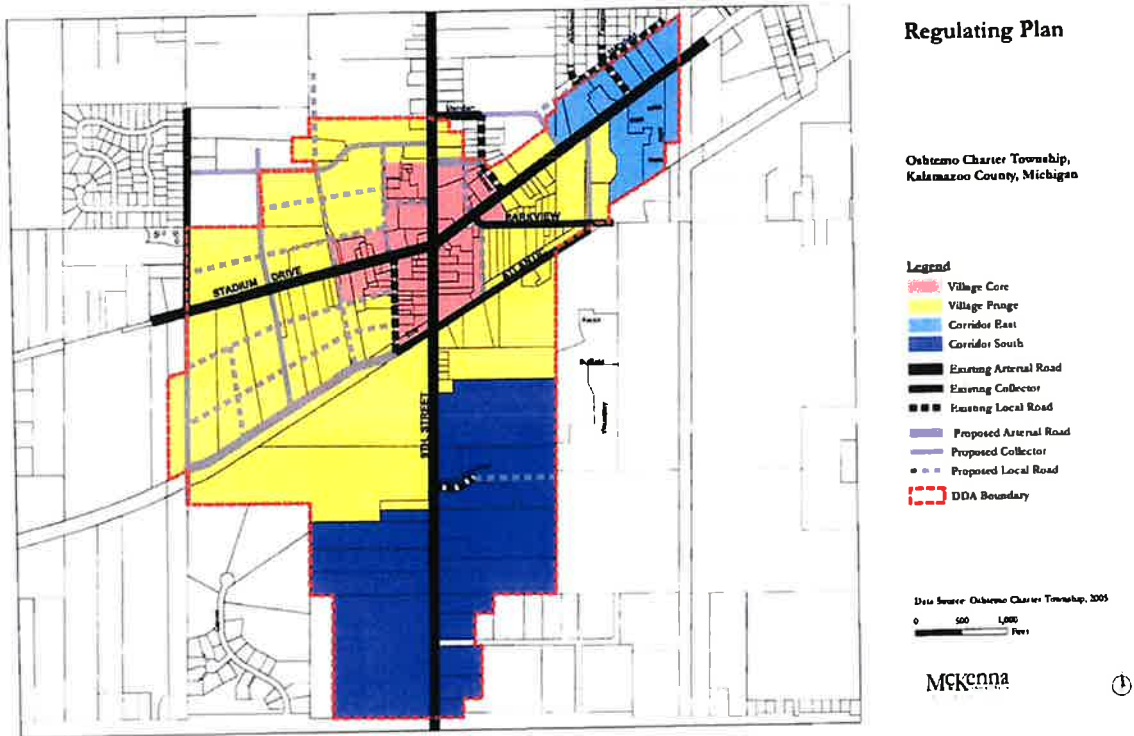 Regulating Plan
Oshtemo Charter Township,
Kalamazoo County, Michigan
Legend
Village Core
Village Fringe
Corridor East
Corridor South
Existing Arterial Road
Existing Collector
Existing Local Road
Proposed Arterial Road
Proposed Collector
Proposed Local Road
DDA Boundary
Data Source: Oshtemo Charter Township, 2005
0 500 1,000
Feet
McKenna
PARKVIEW
ATLANTIC
STADIUM DRIVE
9TH STREET